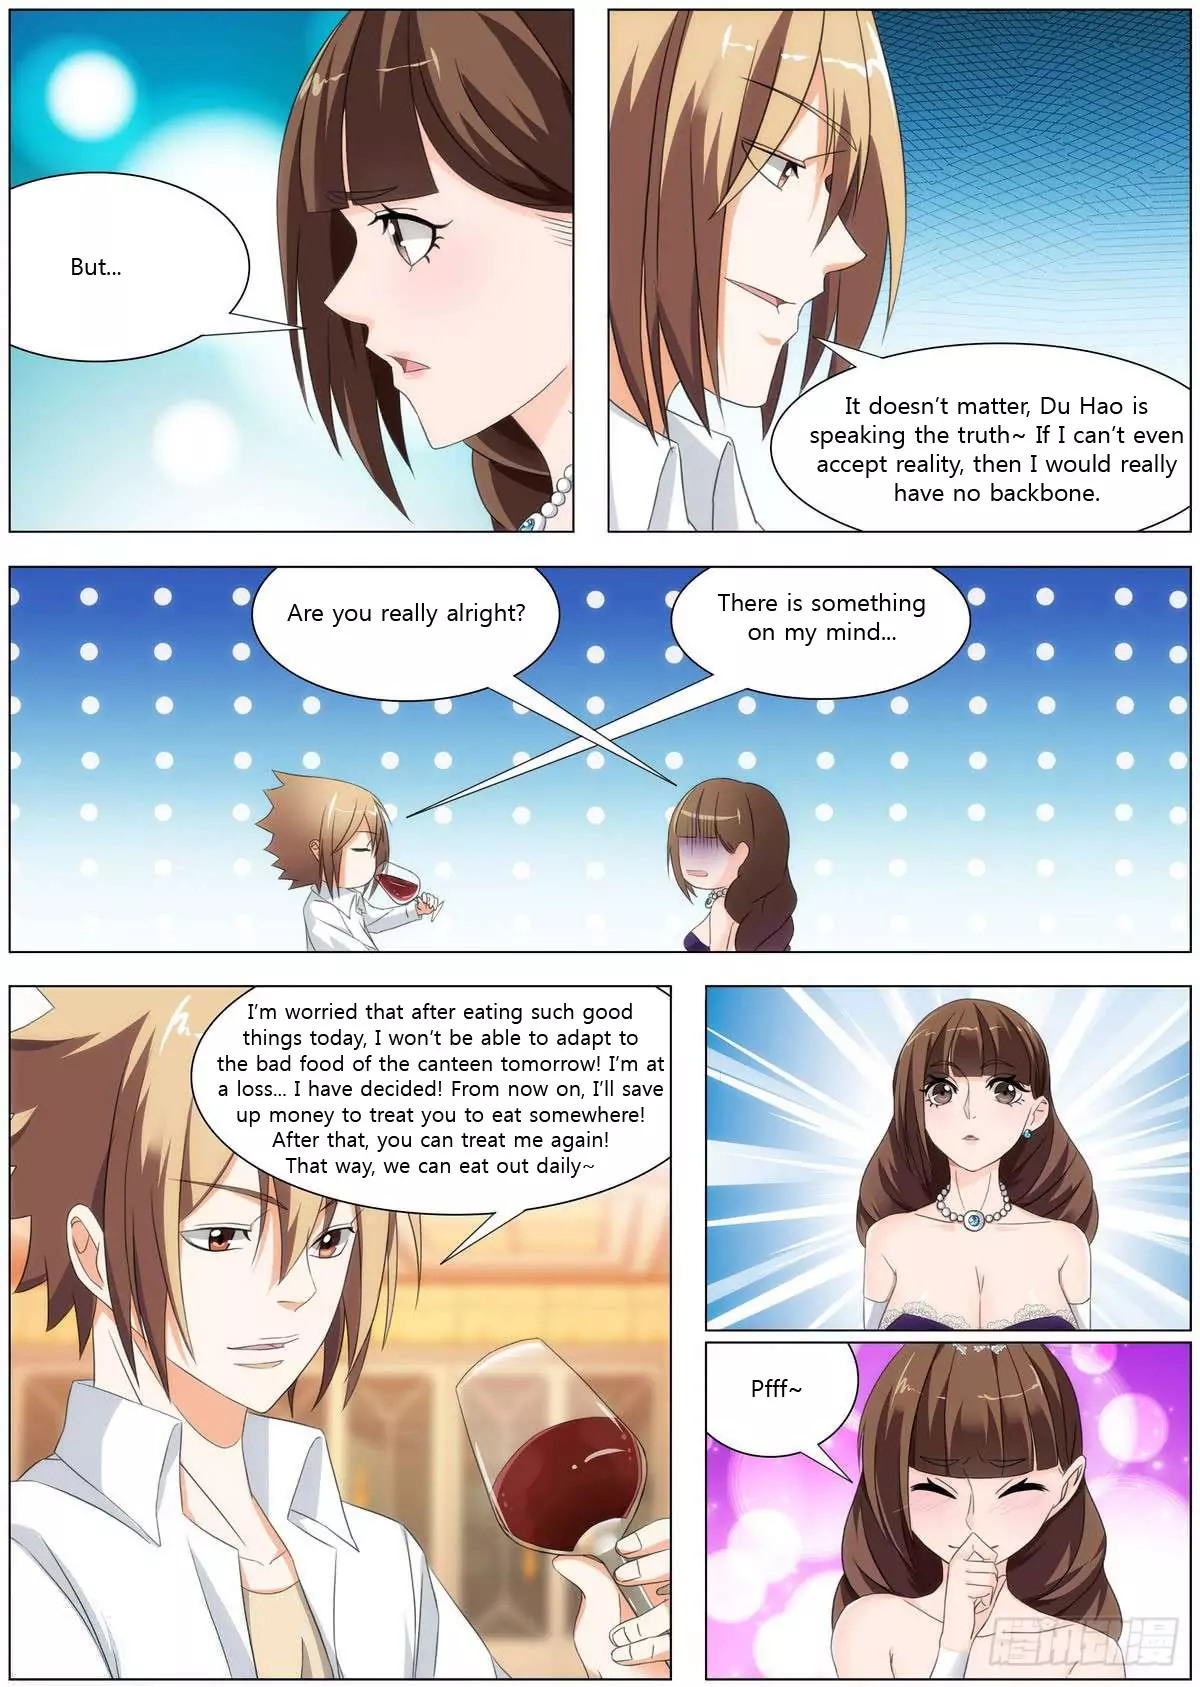 But...
It doesn't matter, Du Hao is
speaking the truth~ If I can't even
accept reality, then I would really
have no backbone.
Are you really alright?
There is something
on my mind...
I'm worried that after eating such good
things today, I won't be able to adapt to
the bad food of the canteen tomorrow! I'm at
a loss... I have decided! From now on, I'll save
up money to treat you to eat somewhere!
After that, you can treat me again!
That way, we can eat out daily~
Pfff~
腾讯动漫